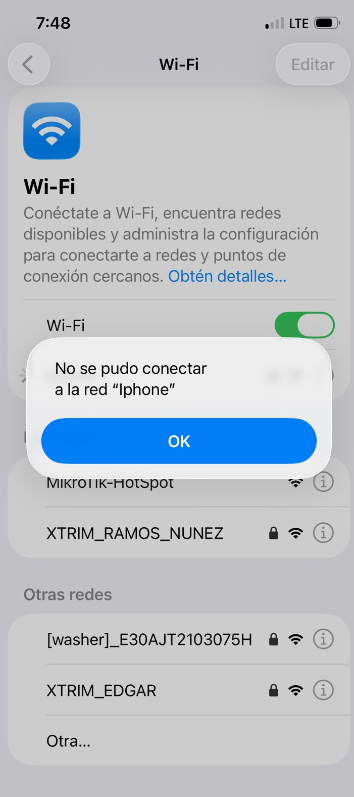 7:48
LTE
Wi-Fi
Editar
Wi-Fi
Conéctate a Wi-Fi, encuentra redes
disponibles y administra la configuración
para conectarte a redes y puntos de
conexión cercanos. Obtén detalles...
Wi-Fi
No se pudo conectar
a la red “Iphone”
OK
MikroTik-HotSpot
XTRIM_RAMOS_NUNEZ
Otras redes
[washer]_E30AJT2103075H
XTRIM_EDGAR
Otra...